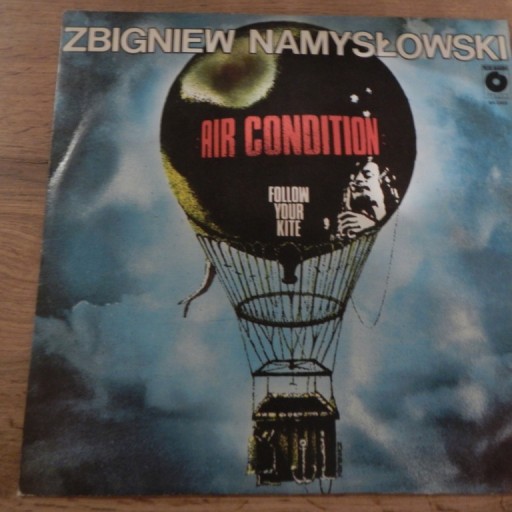 ZBIGNIEW NAMYSŁOWSKI
AIR CONDITION
FOLLOW
YOUR
KITE